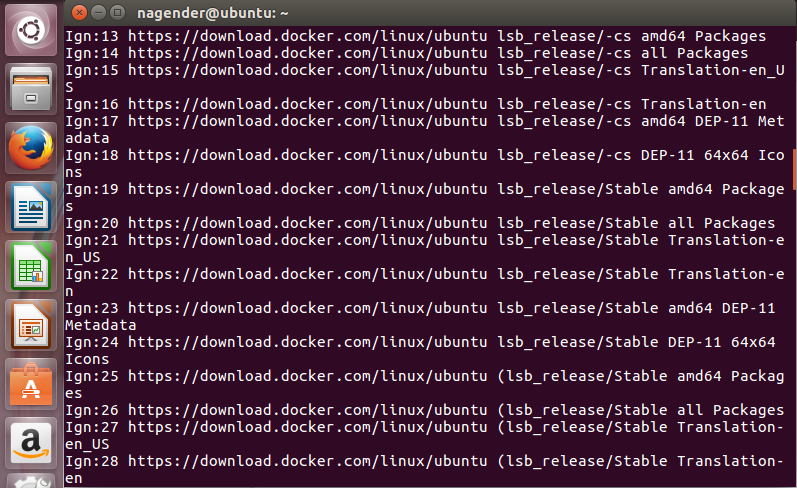 nagender@ubuntu: ~
Ign:13 https://download.docker.com/linux/ubuntu lsb_release/-cs amd64 Packages
Ign:14 https://download.docker.com/linux/ubuntu lsb_release/-cs all Packages
Ign:15 https://download.docker.com/linux/ubuntu lsb_release/-cs Translation-en_U
S
Ign:16 https://download.docker.com/linux/ubuntu lsb_release/-cs Translation-en
Ign:17 https://download.docker.com/linux/ubuntu lsb_release/-cs amd64 DEP-11 Met
adata
Ign:18 https://download.docker.com/linux/ubuntu lsb_release/-cs DEP-11 64x64 Ico
ns
Ign:19 https://download.docker.com/linux/ubuntu lsb_release/Stable amd64 Package
s
Ign:20 https://download.docker.com/linux/ubuntu lsb_release/Stable all Packages
Ign:21 https://download.docker.com/linux/ubuntu lsb_release/Stable Translation-e
n_US
Ign:22 https://download.docker.com/linux/ubuntu lsb_release/Stable Translation-e
n
Ign:23 https://download.docker.com/linux/ubuntu lsb_release/Stable amd64 DEP-11 
Metadata
Ign:24 https://download.docker.com/linux/ubuntu lsb_release/Stable DEP-11 64x64 
Icons
Ign:25 https://download.docker.com/linux/ubuntu (lsb_release/Stable amd64 Packag
es
Ign:26 https://download.docker.com/linux/ubuntu (lsb_release/Stable all Packages
Ign:27 https://download.docker.com/linux/ubuntu (lsb_release/Stable Translation-
en_US
Ign:28 https://download.docker.com/linux/ubuntu (lsb_release/Stable Translation-
en